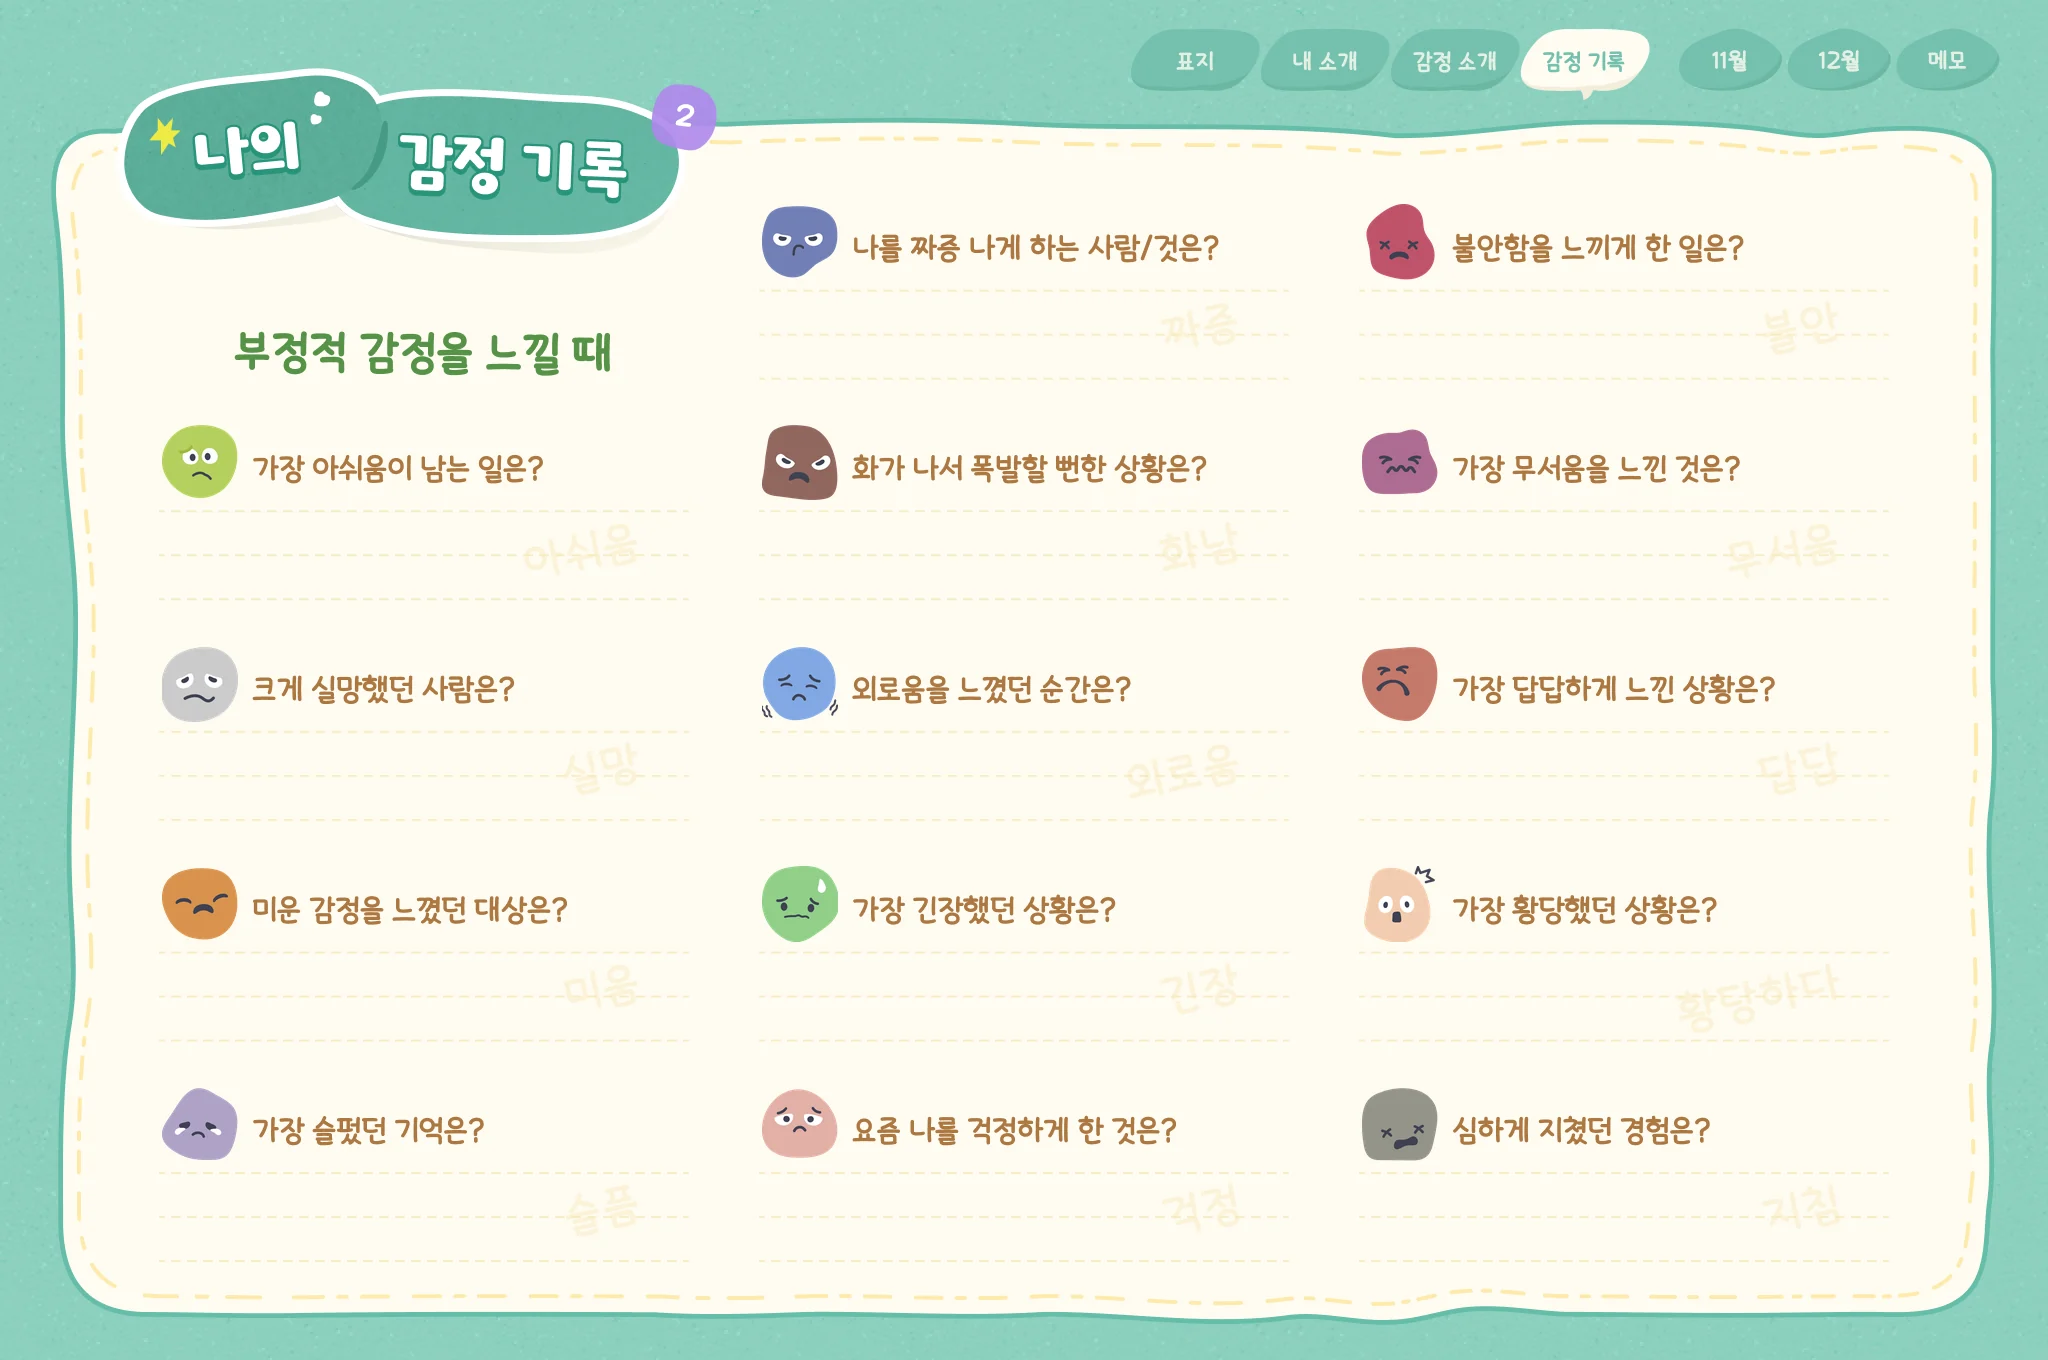 표지
내 소개
감정 소개
감정 기록
11월
12월
메모
나의 감정 기록
2
부정적 감정을 느낄 때
가장 아쉬움이 남는 일은?
아쉬움
크게 실망했던 사람은?
실망
미운 감정을 느꼈던 대상은?
미움
가장 슬펐던 기억은?
슬픔
나를 짜증 나게 하는 사람/것은?
짜증
화가 나서 폭발할 뻔한 상황은?
화남
외로움을 느꼈던 순간은?
외로움
가장 긴장했던 상황은?
긴장
요즘 나를 걱정하게 한 것은?
걱정
불안함을 느끼게 한 일은?
불안
가장 무서움을 느낀 것은?
무서움
가장 답답하게 느낀 상황은?
답답
가장 황당했던 상황은?
황당하다
심하게 지쳤던 경험은?
지침